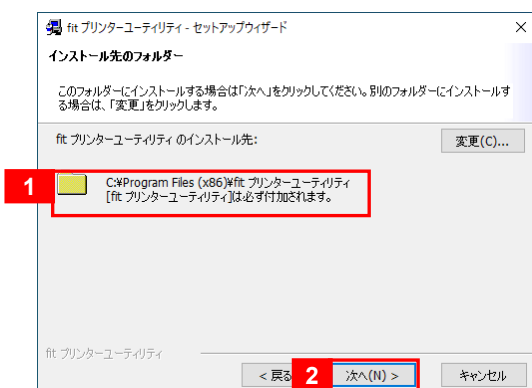 fit プリンターユーティリティ - セットアップウィザード
インストール先のフォルダー
このフォルダーにインストールする場合は「次へ」をクリックしてください。別のフォルダーにインストールす
る場合は、「変更」をクリックします。
fit プリンターユーティリティ のインストール先:
変更(C)...
1
C:¥Program Files (x86)¥fit プリンターユーティリティ
[fit プリンターユーティリティ]は必ず付加されます。
fit プリンターユーティリティ
< 戻る
2
次へ(N) >
キャンセル